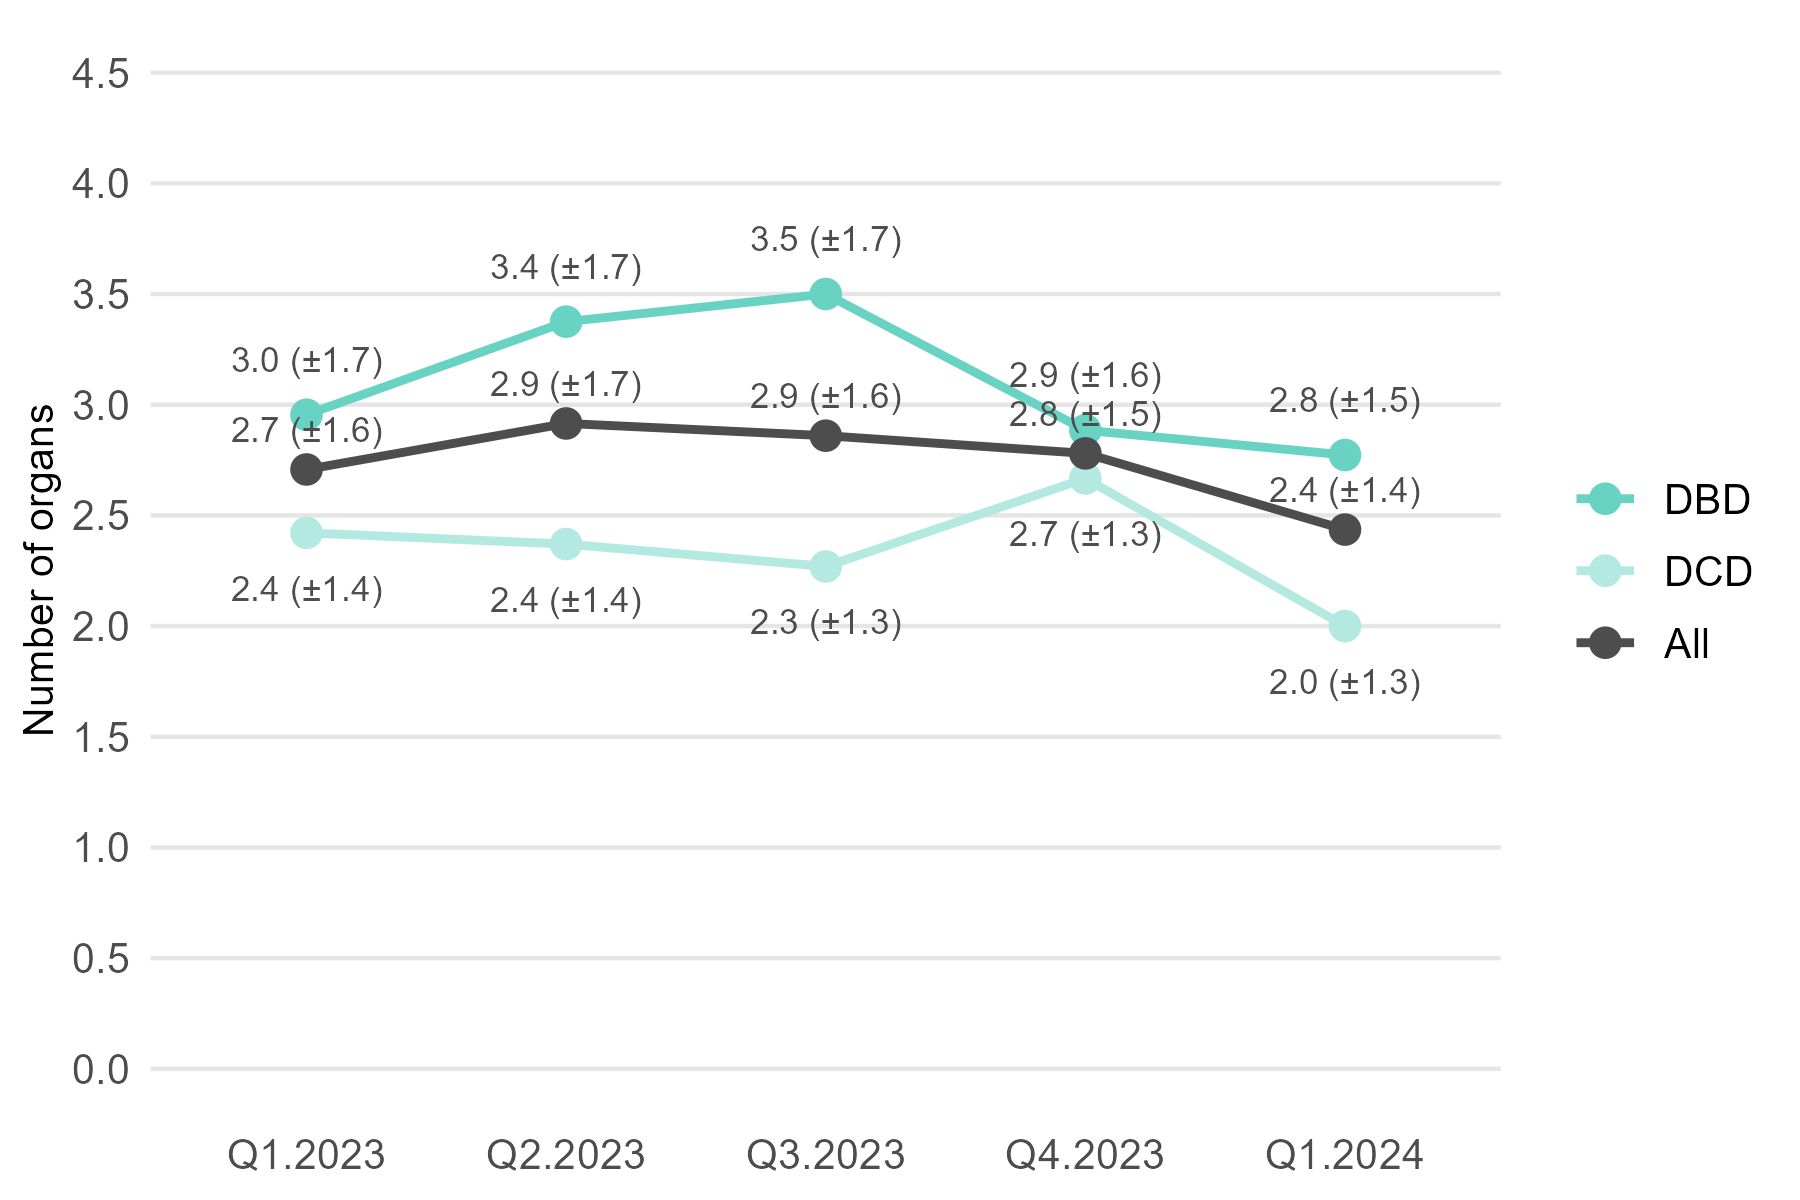 4.5
4.0
3.5
3.0
2.5
2.0
1.5
1.0
0.5
0.0
Number of organs
3.0 (±1.7)
3.4 (±1.7)
3.5 (±1.7)
2.9 (±1.6)
2.8 (±1.5)
2.7 (±1.6)
2.9 (±1.7)
2.9 (±1.6)
2.8 (±1.5)
2.4 (±1.4)
2.4 (±1.4)
2.4 (±1.4)
2.3 (±1.3)
2.7 (±1.3)
2.0 (±1.3)
Q1.2023
Q2.2023
Q3.2023
Q4.2023
Q1.2024
DBD
DCD
All